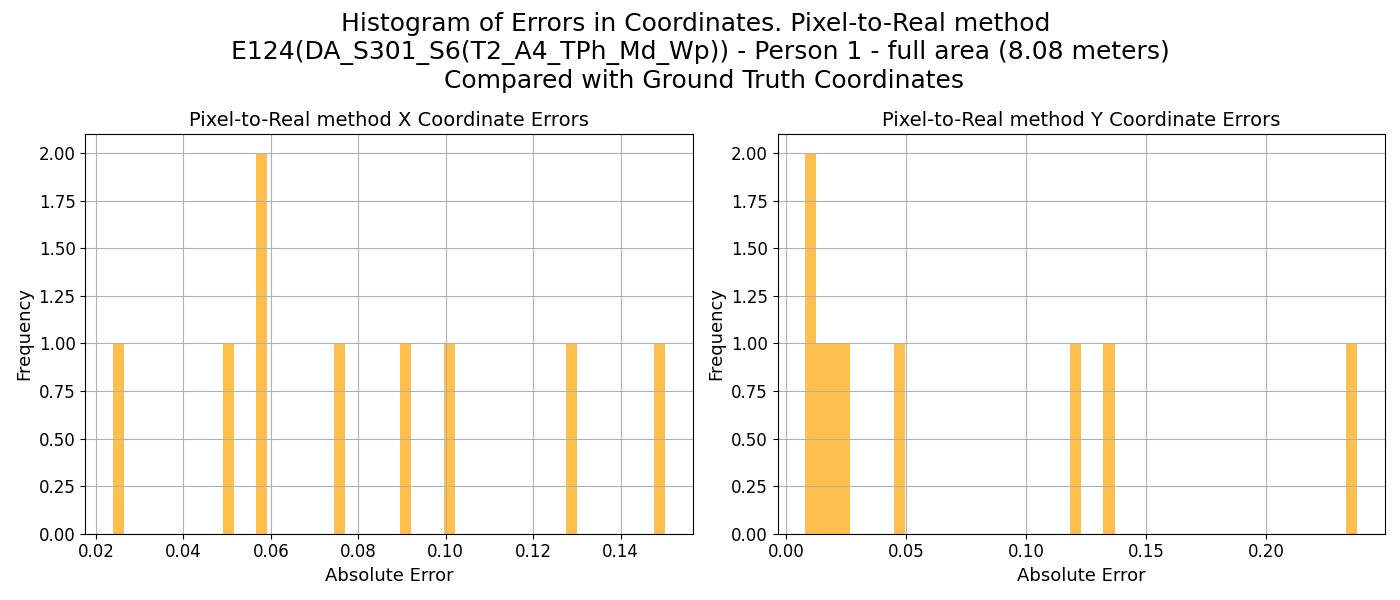 Histogram of Errors in Coordinates. Pixel-to-Real method
E124(DA_S301_S6(T2_A4_TPh_Md_Wp)) - Person 1 - full area (8.08 meters)
Compared with Ground Truth Coordinates
Pixel-to-Real method X Coordinate Errors
2.00
1.75
1.50
1.25
1.00
0.75
0.50
0.25
0.00
Frequency
0.02 0.04 0.06 0.08 0.10 0.12 0.14
Absolute Error
Pixel-to-Real method Y Coordinate Errors
2.00
1.75
1.50
1.25
1.00
0.75
0.50
0.25
0.00
Frequency
0.00 0.05 0.10 0.15 0.20
Absolute Error